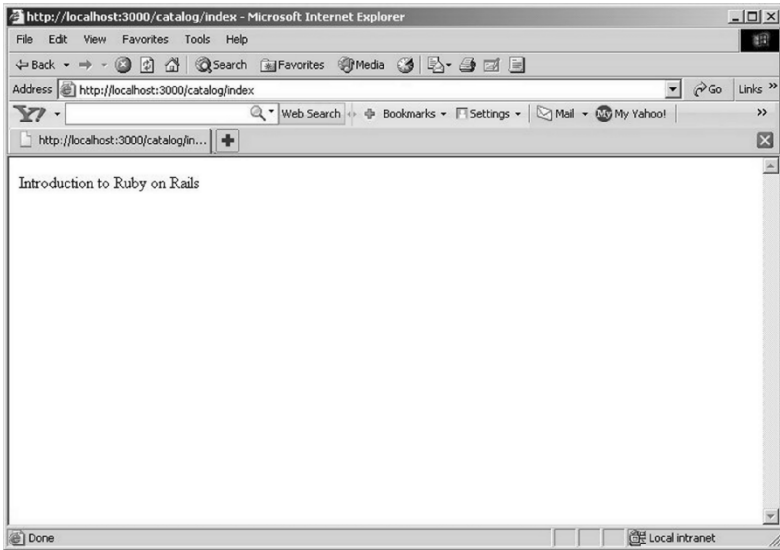 http://localhost:3000/catalog/index - Microsoft Internet Explorer
File Edit View Favorites Tools Help
Back Search Favorites Media
Address http://localhost:3000/catalog/index Go Links »
Y! Web Search Bookmarks Settings Mail My My Yahoo! »
http://localhost:3000/catalog/in...
Introduction to Ruby on Rails
Done Local intranet